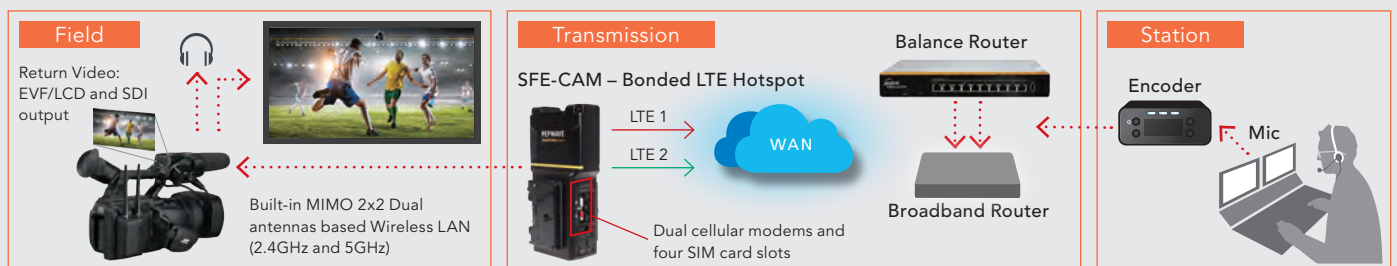 Field
Return Video:
EVF/LCD and SDI
output
Built-in MIMO 2x2 Dual
antennas based Wireless LAN
(2.4GHz and 5GHz)
Transmission
SFE-CAM – Bonded LTE Hotspot
PEPWAVE
LTE 1
LTE 2
WAN
Dual cellular modems and
four SIM card slots
Balance Router
Broadband Router
Station
Encoder
Mic